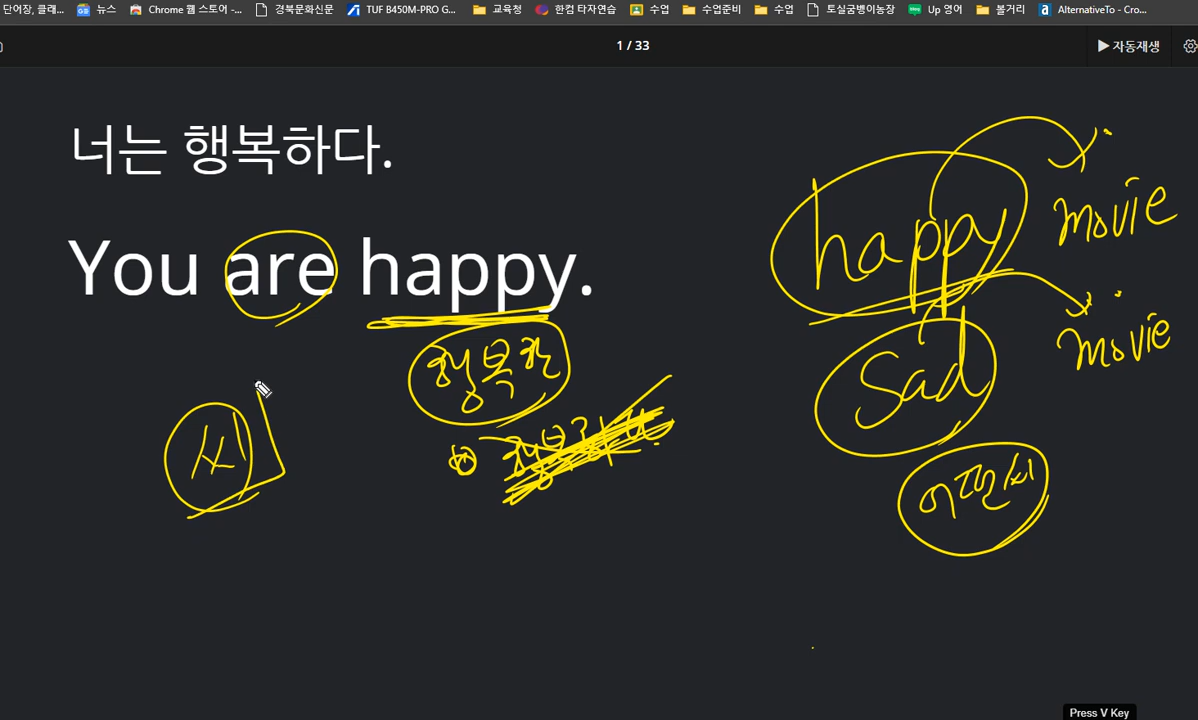 단어장, 클래... 뉴스 Chrome 웹 스토어 -... 경북문화신문 TUF B450M-PRO G... 교육청 한컴 타자연습 수업 수업준비 수업 토실굼벵이농장 Up 영어 볼거리 AlternativeTo - Cro...
1 / 33 ▶ 자동재생
너는 행복하다.
You are happy.
happy movie
movie
행복한
sad
씨
어떤씨
Press V Key